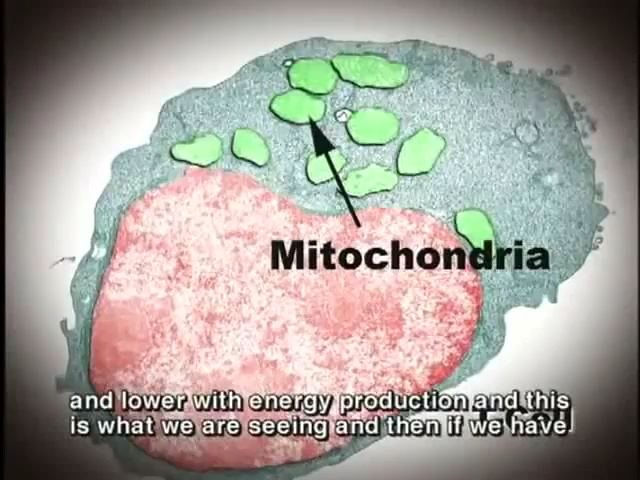 Mitochondria
and lower with energy production and this
is what we are seeing and then if we have